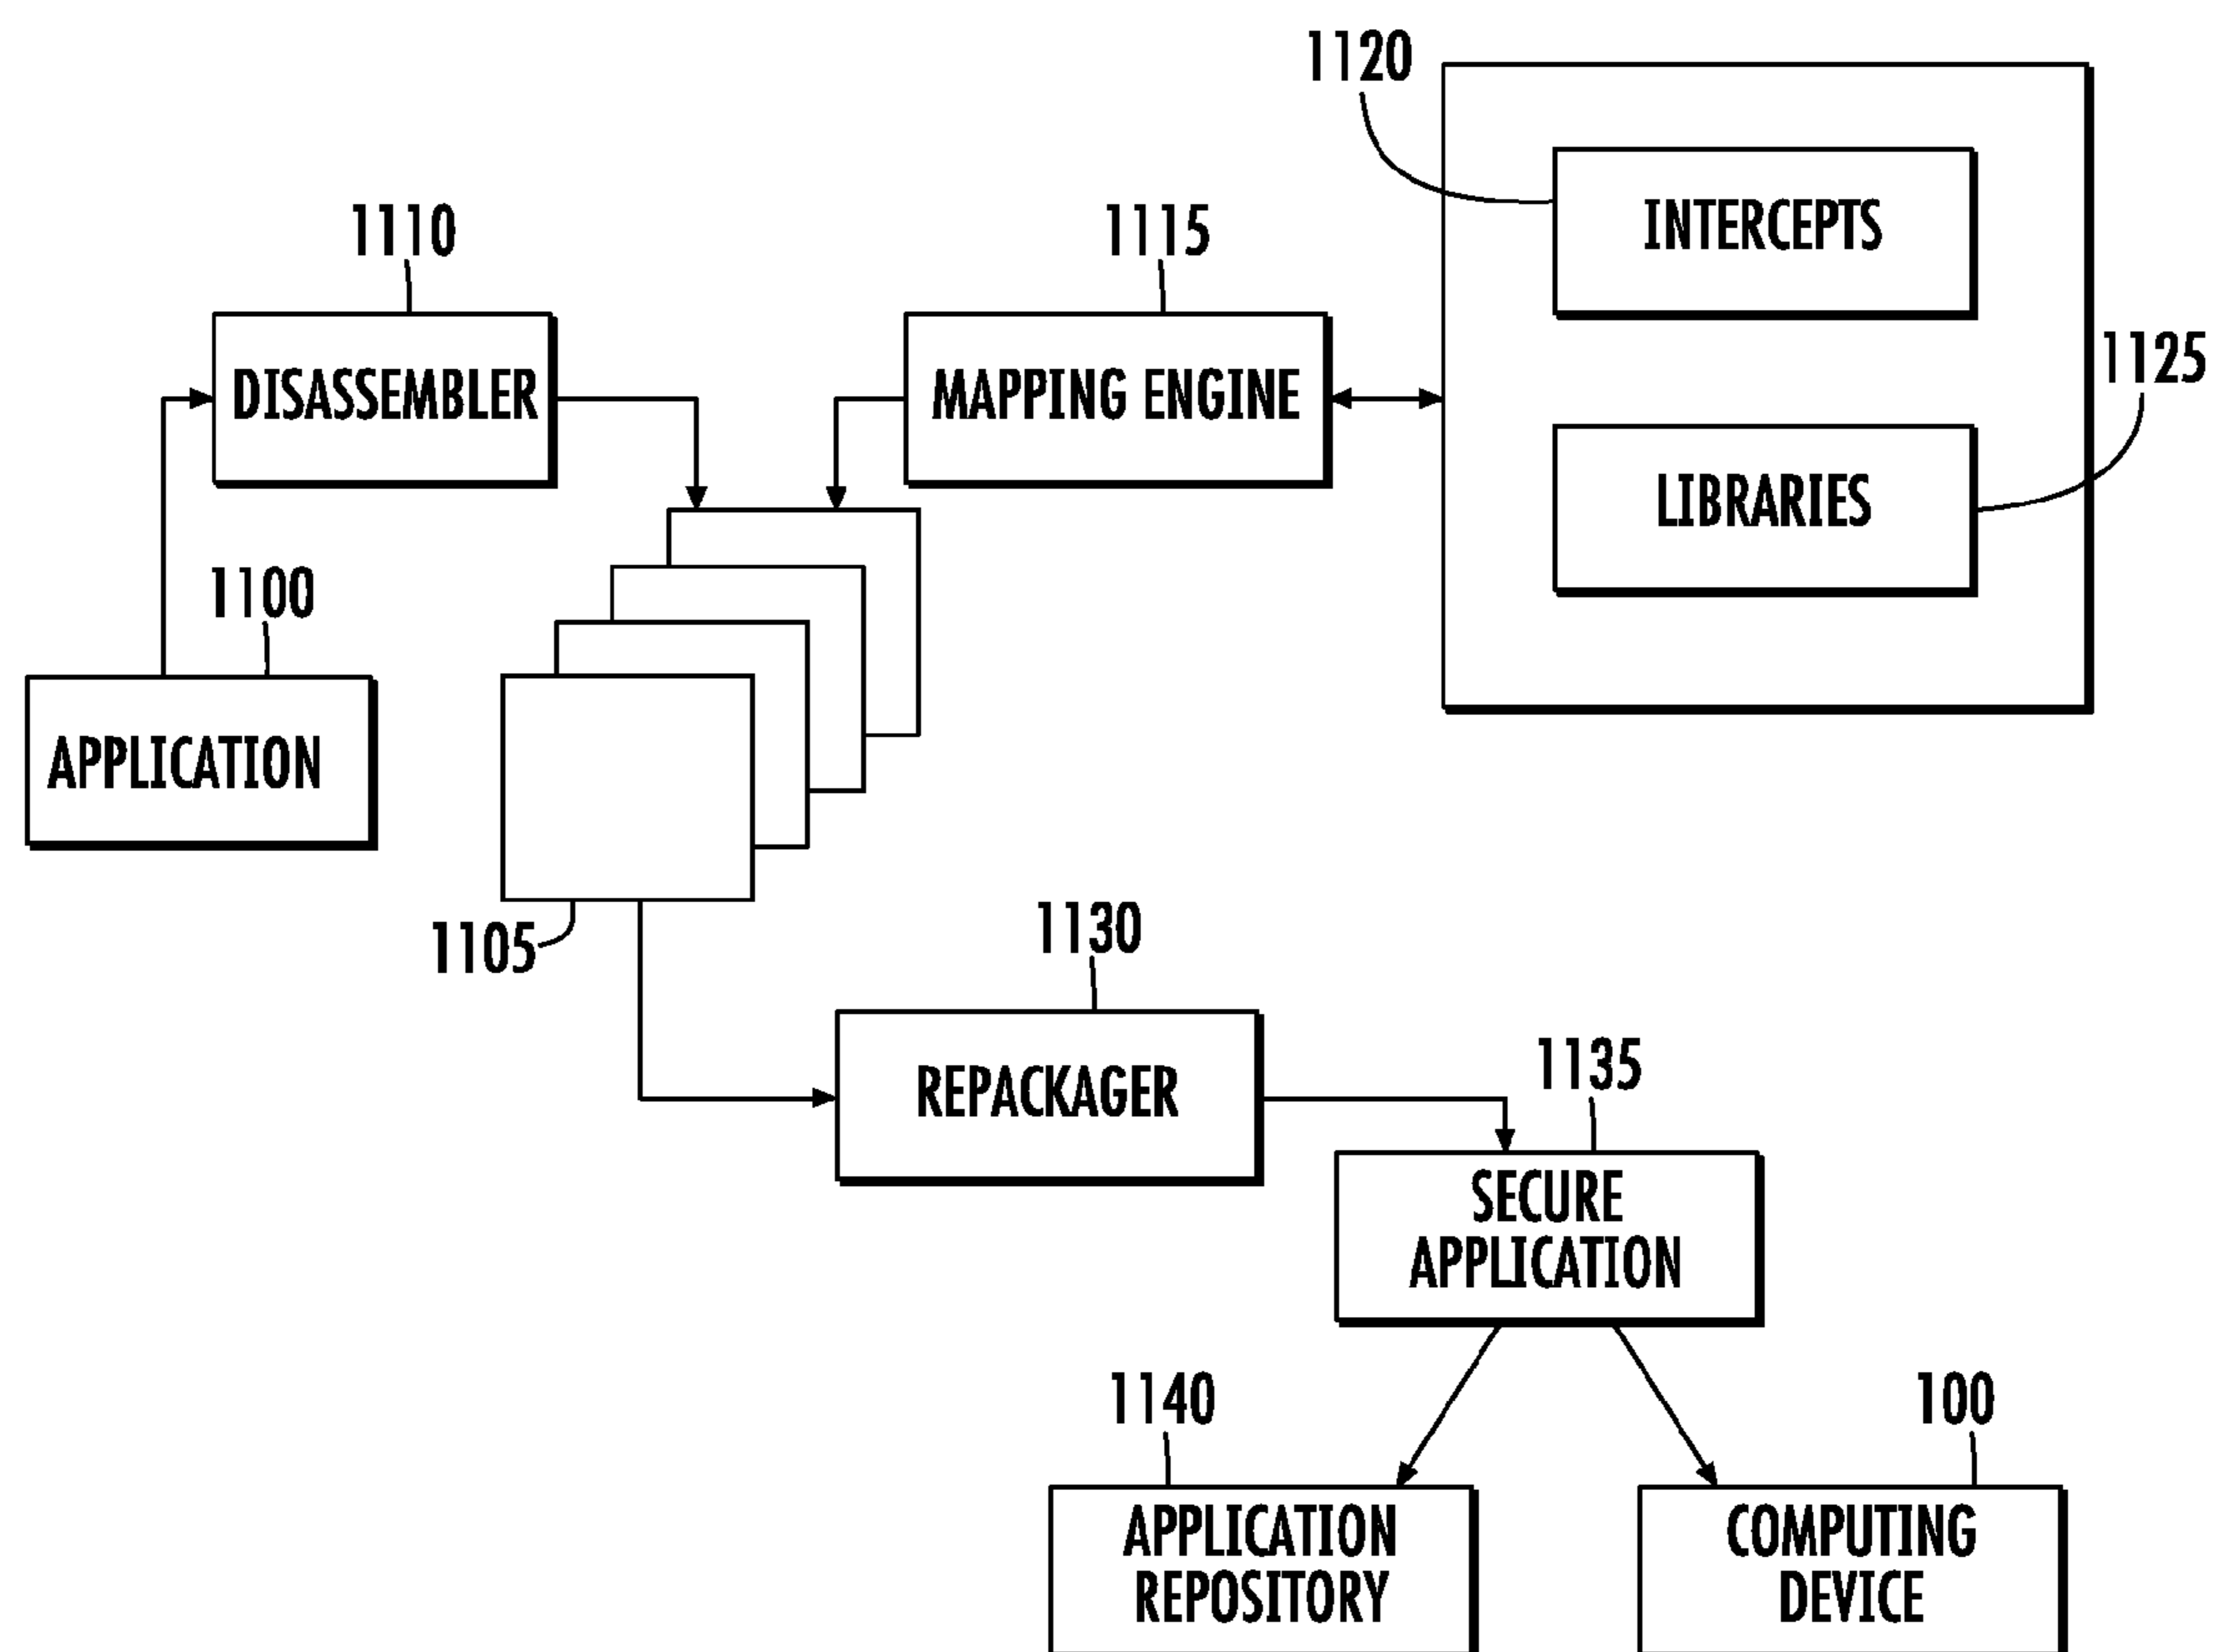 1120
INTERCEPTS
1110
1115
1125
DISASSEMBLER
MAPPING ENGINE
LIBRARIES
1100
APPLICATION
1105
1130
REPACKAGER
1135
SECURE
APPLICATION
1140
100
APPLICATION
REPOSITORY
COMPUTING
DEVICE